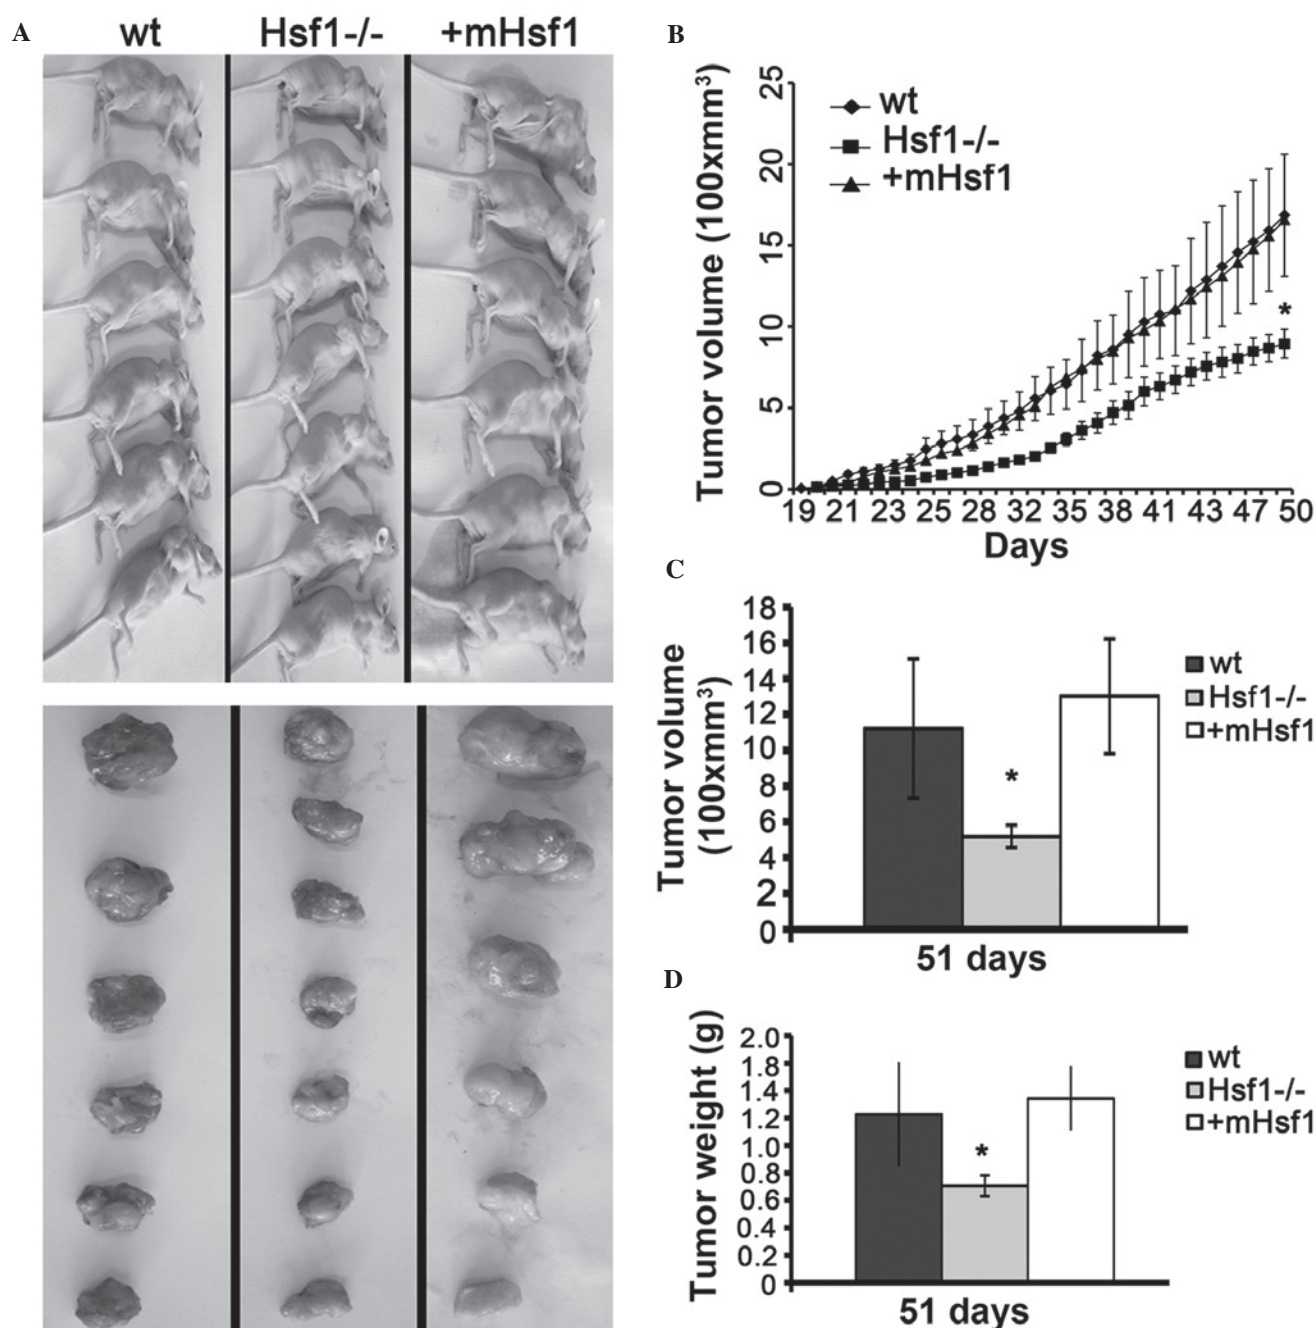 A
wt Hsf1-/- +mHsf1
B
Tumor volume (100xmm³)
25
20
15
10
5
0
wt
Hsf1-/-
+mHsf1
*
19 21 23 25 28 32 35 38 41 43 47 50
Days
C
Tumor volume
(100xmm³)
18
16
14
12
10
8
6
4
2
0
*
wt
Hsf1-/-
+mHsf1
51 days
D
Tumor weight (g)
2.0
1.8
1.4
1.2
1.0
0.8
0.6
0.4
0.2
0
*
wt
Hsf1-/-
+mHsf1
51 days